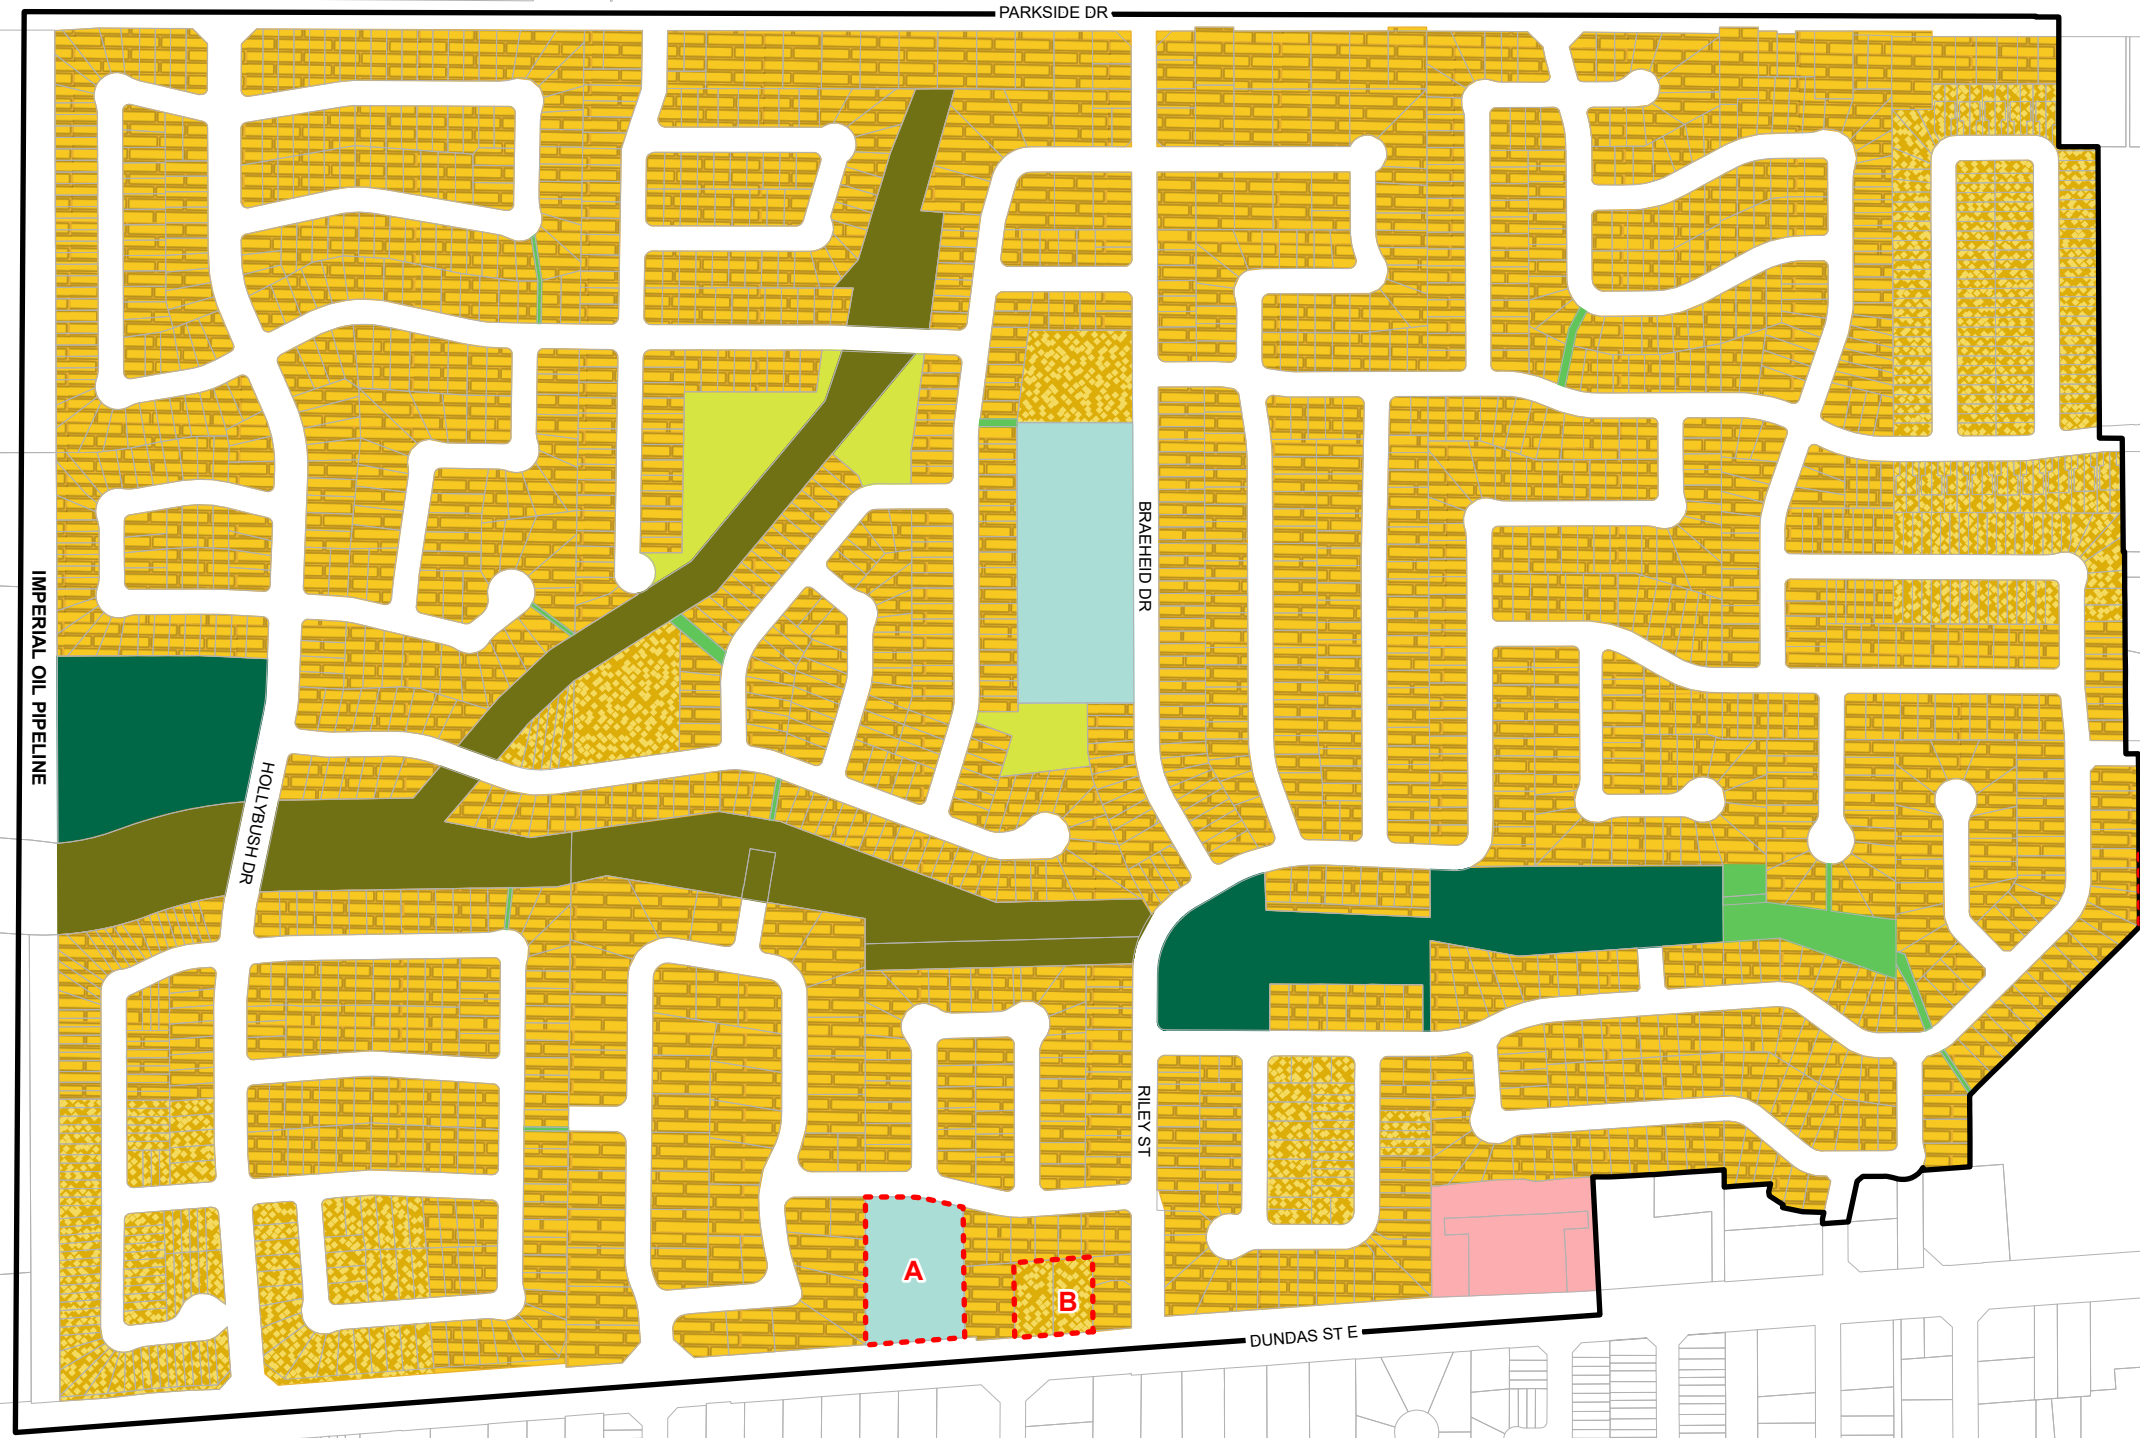 PARKSIDE DR
IMPERIAL OIL PIPELINE
BRAEHEID DR
HOLLYBUSH DR
RILEY ST
A
B
DUNDAS ST E